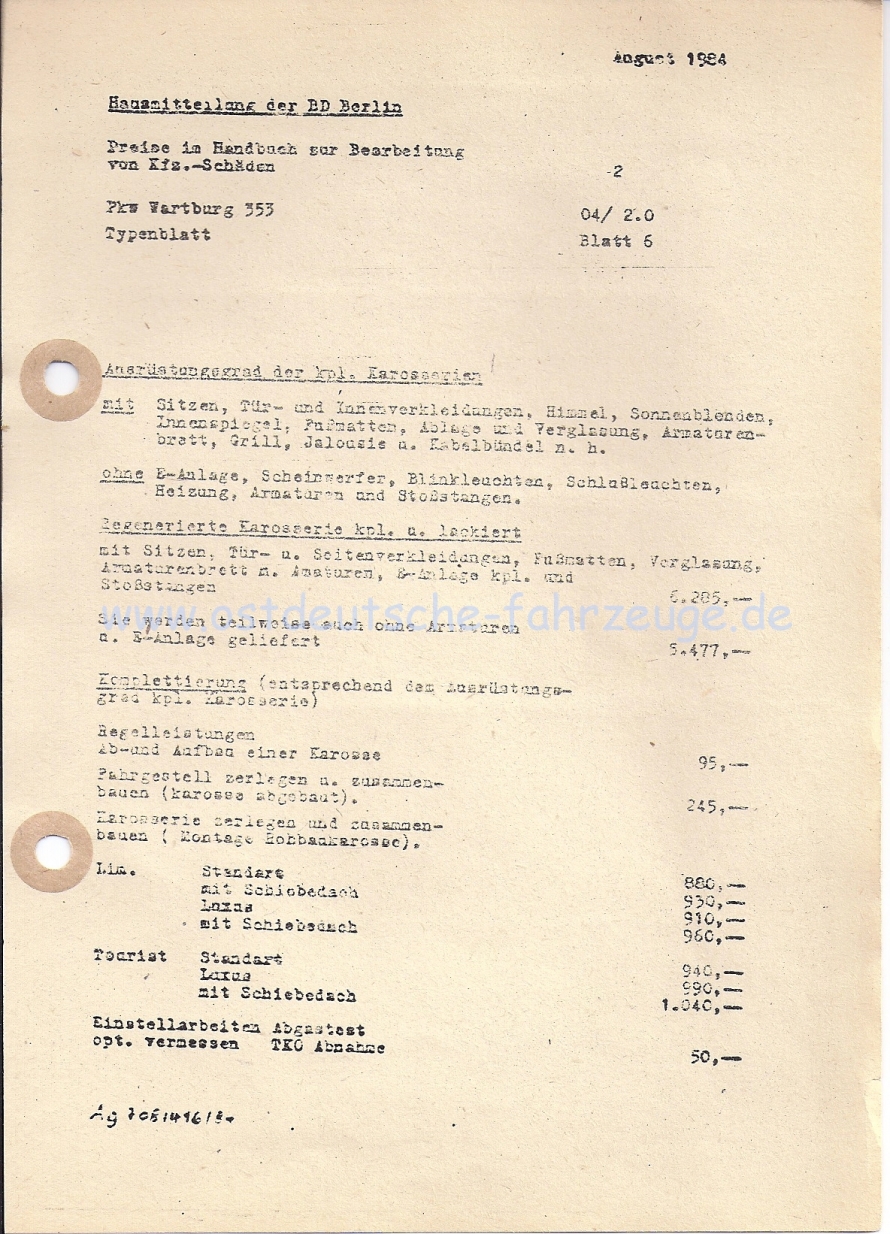 August 1984
Hausmitteilung der BD Berlin
Preise im Handbuch zur Bearbeitung
von Kfz.-Schäden
-2
Pkw Wartburg 353 04/ 2.0
Typenblatt Blatt 6
Ausrüstungsgrad der kpl. Karosserien
mit Sitzen, Tür- und Innenverkleidungen, Himmel, Sonnenblenden,
Innenspiegel, Fußmatten, Ablage und Verglasung, Armaturen-
brett, Grill, Jalousie u. Kabelbündel n. h.
ohne E-Anlage, Scheinwerfer, Blinkleuchten, Schlußleuchten,
Heizung, Armaturen und Stoßstangen.
Regenerierte Karosserie kpl. u. lackiert
mit Sitzen, Tür- u. Seitenverkleidungen, Fußmatten, Verglasung,
Armaturenbrett m. Amaturen, E-Anlage kpl. und
Stoßstangen 6.285,—
www.ostdeutsche-fahrzeuge.de
Sie werden teilweise auch ohne Armaturen
u. E-Anlage geliefert 5.477,—
Komplettierung (entsprechend dem Ausrüstungs-
grad kpl. Karosserie)
Regelleistungen
Ab-und Aufbau einer Karosse 95,—
Fahrgestell zerlegen u. zusammen-
bauen (karosse abgebaut). 245,—
Karosserie zerlegen und zusammen-
bauen ( Montage Rohbaukarosse).
Lim. Standart 880,—
mit Schiebedach 930,—
Luxus 910,—
mit Schiebedach 960,—
Tourist Standart 940,—
Luxus 990,—
mit Schiebedach 1.040,—
Einstellarbeiten Abgastest
opt. vermessen TKO Abnahme 50,—